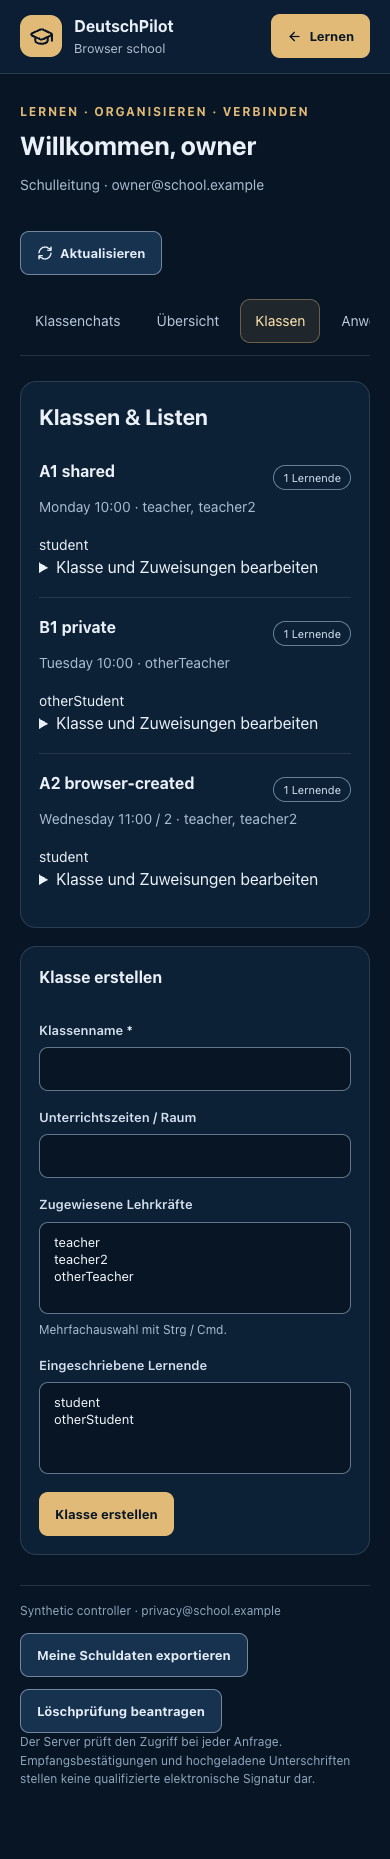 DeutschPilot
Browser school
Lernen
LERNEN · ORGANISIEREN · VERBINDEN
Willkommen, owner
Schulleitung · owner@school.example
Aktualisieren
Klassenchats Übersicht Klassen
Klassen & Listen
A1 shared
1 Lernende
Monday 10:00 · teacher, teacher2
student
Klasse und Zuweisungen bearbeiten
B1 private
1 Lernende
Tuesday 10:00 · otherTeacher
otherStudent
Klasse und Zuweisungen bearbeiten
A2 browser-created
1 Lernende
Wednesday 11:00 / 2 · teacher, teacher2
student
Klasse und Zuweisungen bearbeiten
Klasse erstellen
Klassenname *
Unterrichtszeiten / Raum
Zugewiesene Lehrkräfte
teacher
teacher2
otherTeacher
Mehrfachauswahl mit Strg / Cmd.
Eingeschriebene Lernende
student
otherStudent
Klasse erstellen
Synthetic controller · privacy@school.example
Meine Schuldaten exportieren
Löschprüfung beantragen
Der Server prüft den Zugriff bei jeder Anfrage.
Empfangsbestätigungen und hochgeladene Unterschriften
stellen keine qualifizierte elektronische Signatur dar.